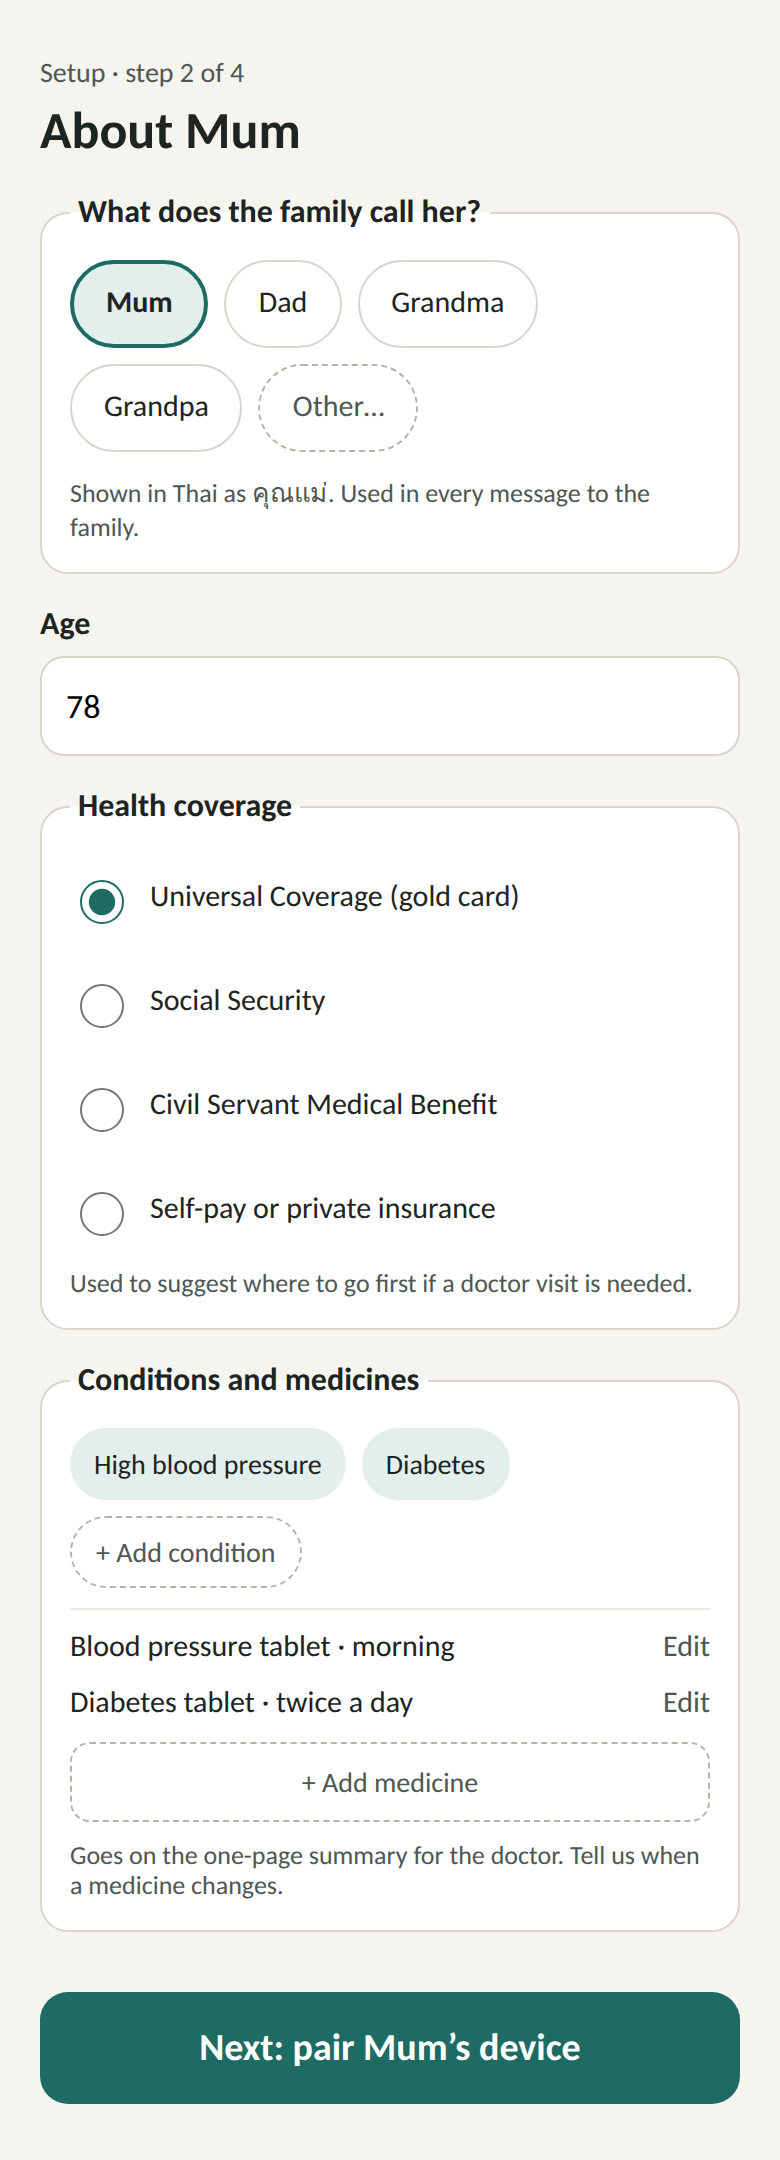 Setup · step 2 of 4
About Mum
What does the family call her?
Mum
Dad
Grandma
Grandpa
Other...
Shown in Thai as คุณแม่. Used in every message to the
family.
Age
78
Health coverage
Universal Coverage (gold card)
Social Security
Civil Servant Medical Benefit
Self-pay or private insurance
Used to suggest where to go first if a doctor visit is needed.
Conditions and medicines
High blood pressure
Diabetes
+ Add condition
Blood pressure tablet · morning
Edit
Diabetes tablet · twice a day
Edit
+ Add medicine
Goes on the one-page summary for the doctor. Tell us when
a medicine changes.
Next: pair Mum’s device